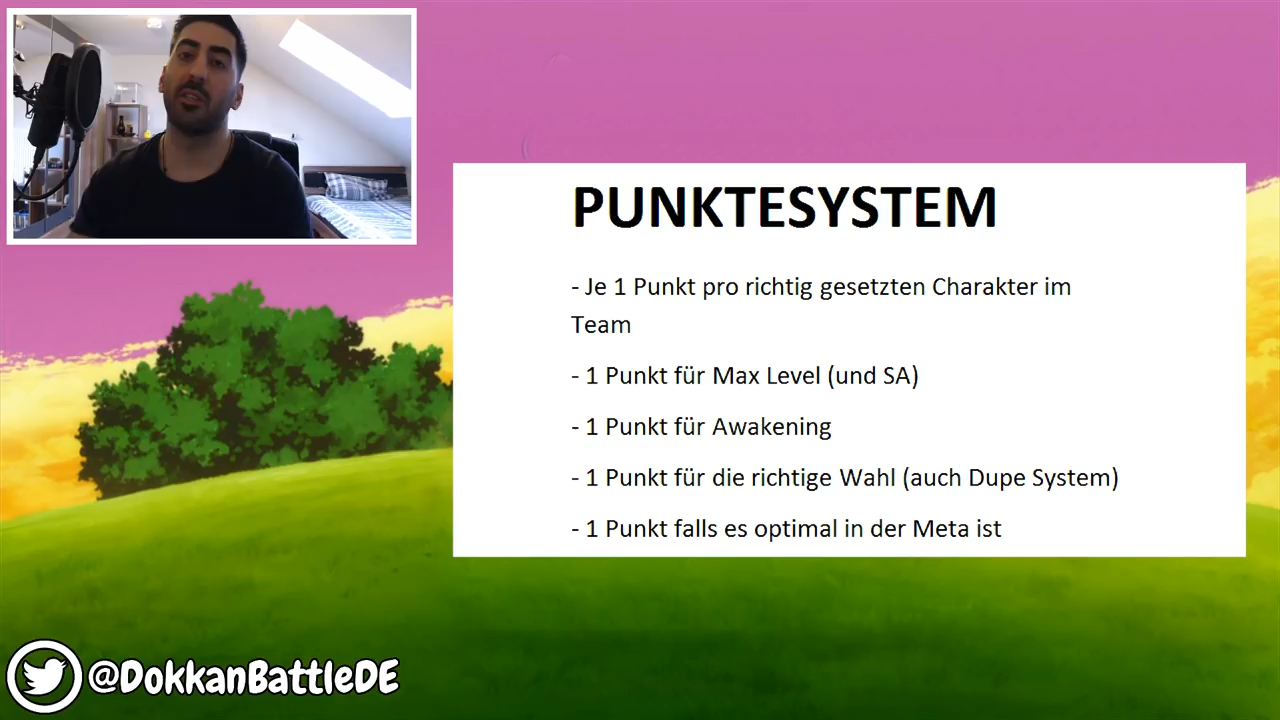 PUNKTESYSTEM
- Je 1 Punkt pro richtig gesetzten Charakter im
Team
- 1 Punkt für Max Level (und SA)
- 1 Punkt für Awakening
- 1 Punkt für die richtige Wahl (auch Dupe System)
- 1 Punkt falls es optimal in der Meta ist
@DokkanBattleDE